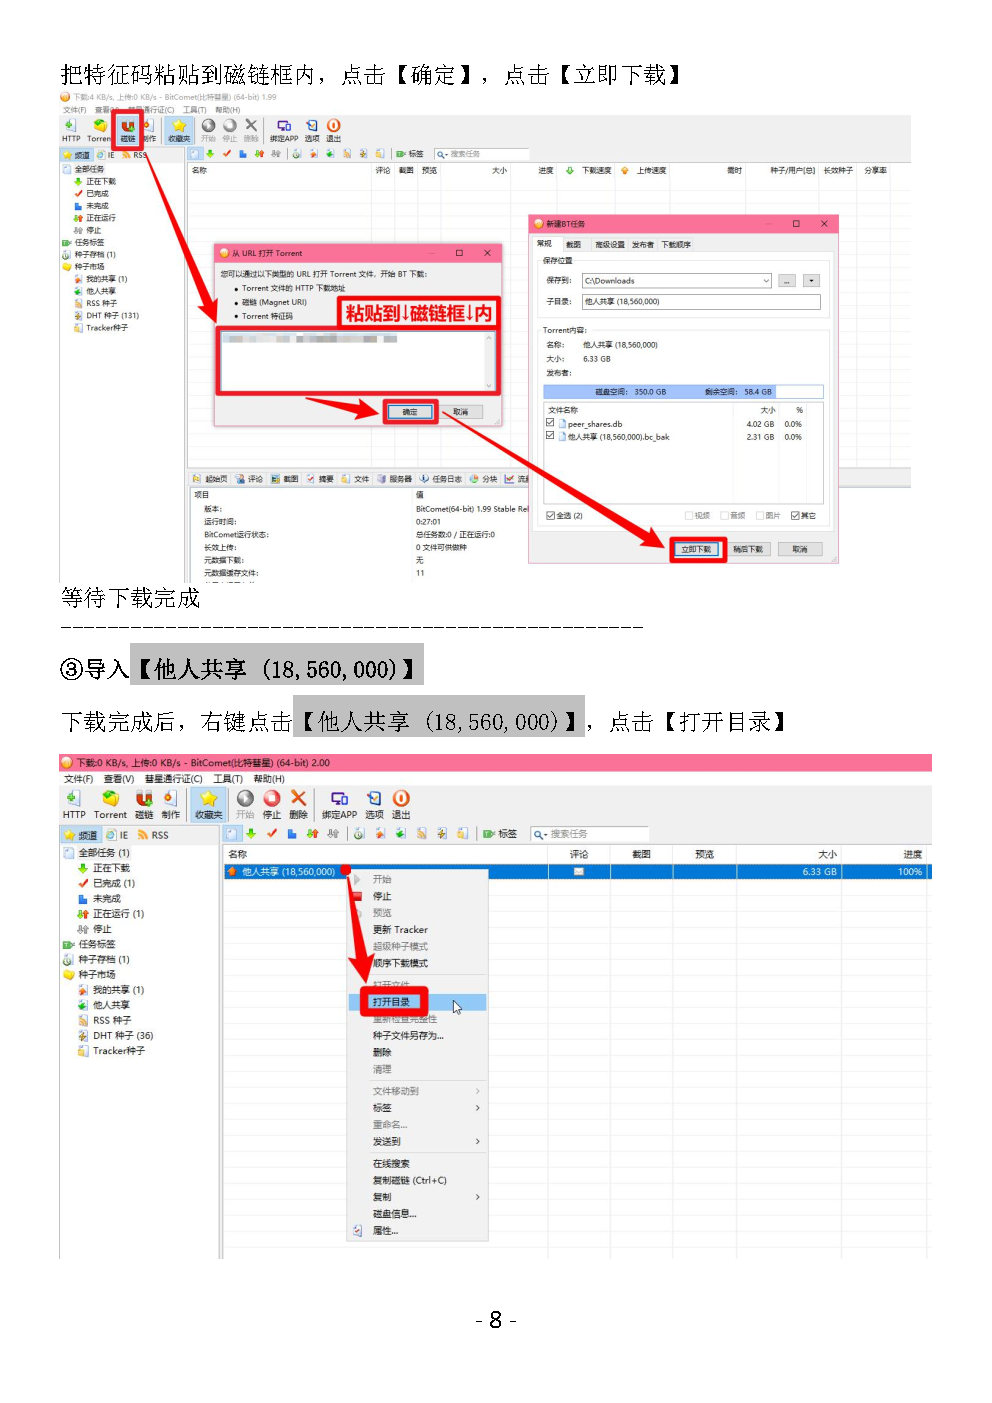 把特征码粘贴到磁链框内，点击【确定】，点击【立即下载】
下载:4 KB/s, 上传:0 KB/s - BitComet(比特彗星) (64-bit) 1.99
文件(F) 查看(V) 彗星通行证(C) 工具(T) 帮助(H)
HTTP Torrent 磁链 制作 收藏夹 开始 停止 删除 绑定APP 选项 退出
频道 IE RSS 标签 搜索任务
名称 评论 截图 预览 大小 进度 下载速度 上传速度 需时 种子/用户[总] 长效种子 分享率
全部任务
正在下载
已完成
未完成
正在运行
停止
任务标签
种子存档 (1)
种子市场
我的共享 (1)
他人共享
RSS 种子
DHT 种子 (131)
Tracker种子
从 URL 打开 Torrent
您可以通过以下类型的 URL 打开 Torrent 文件，开始 BT 下载:
• Torrent 文件的 HTTP 下载地址
• 磁链 (Magnet URI)
• Torrent 特征码
粘贴到↓磁链框↓内
确定 取消
新建BT任务
常规 截图 高级设置 发布者 下载顺序
保存位置
保存到: C:\Downloads ...
子目录: 他人共享 (18,560,000)
Torrent内容:
名称: 他人共享 (18,560,000)
大小: 6.33 GB
发布者:
磁盘空间: 350.0 GB 剩余空间: 58.4 GB
文件名称 大小 %
peer_shares.db 4.02 GB 0.0%
他人共享 (18,560,000).bc_bak 2.31 GB 0.0%
全选 (2) 视频 音频 图片 其它
立即下载 稍后下载 取消
起始页 评论 截图 摘要 文件 服务器 任务日志 分块 流量
项目 值
版本: BitComet(64-bit) 1.99 Stable Rel
运行时间: 0:27:01
BitComet运行状态: 总任务数:0 / 正在运行:0
长效上传: 0 文件可供做种
元数据下载: 无
元数据缓存文件: 11
等待下载完成
--------------------------------------------------
③导入【他人共享 (18,560,000)】
下载完成后，右键点击【他人共享 (18,560,000)】，点击【打开目录】
下载:0 KB/s, 上传:0 KB/s - BitComet(比特彗星) (64-bit) 2.00
文件(F) 查看(V) 彗星通行证(C) 工具(T) 帮助(H)
HTTP Torrent 磁链 制作 收藏夹 开始 停止 删除 绑定APP 选项 退出
频道 IE RSS 标签 搜索任务
名称 评论 截图 预览 大小 进度
他人共享 (18,560,000) 6.33 GB 100%
全部任务 (1)
正在下载
已完成 (1)
未完成
正在运行 (1)
停止
任务标签
种子存档 (1)
种子市场
我的共享 (1)
他人共享
RSS 种子
DHT 种子 (36)
Tracker种子
开始
停止
预览
更新 Tracker
超级种子模式
顺序下载模式
打开文件
打开目录
重新检查完整性
种子文件另存为...
删除
清理
文件移动到
标签
重命名...
发送到
在线搜索
复制磁链 (Ctrl+C)
复制
磁盘信息...
属性...
- 8 -